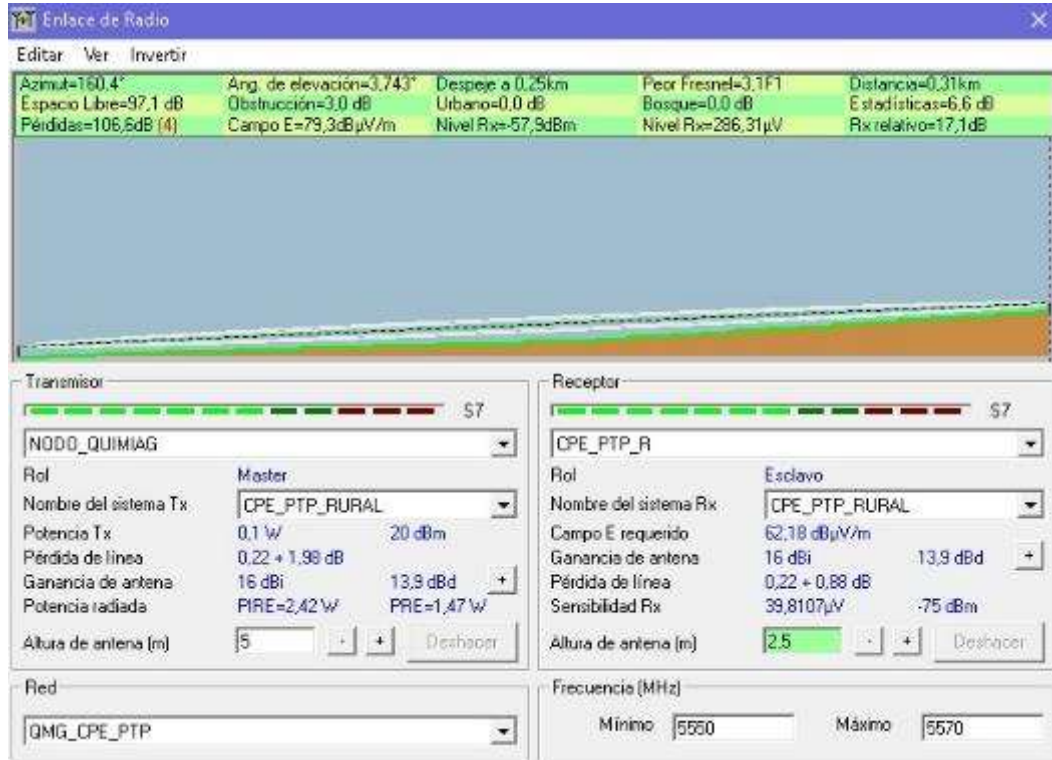 Enlace de Radio
Editar Ver Invertir
Azimut=160.4° Ang. de elevación=3,743° Despeje a 0,25km Peor Fresnel=3,1F1 Distancia=0,31km
Espacio Libre=97,1 dB Obstrucción=3,0 dB Urbano=0,0 dB Bosque=0,0 dB Estadísticas=6,6 dB
Pérdidas=106,6dB (4) Campo E=79,3dBµV/m Nivel Rx=-57,9dBm Nivel Rx=286,31µV Rx relativo=17,1dB
Transmisor
S7
NODO_QUIMIAG
Rol Master
Nombre del sistema Tx CPE_PTP_RURAL
Potencia Tx 0,1 W 20 dBm
Pérdida de línea 0,22 + 1,98 dB
Ganancia de antena 16 dBi 13,9 dBd +
Potencia radiada PIRE=2,42 W PRE=1,47 W
Altura de antena (m) 5 - + Deshacer
Receptor
S7
CPE_PTP_R
Rol Esclavo
Nombre del sistema Rx CPE_PTP_RURAL
Campo E requerido 62,18 dBµV/m
Ganancia de antena 16 dBi 13,9 dBd +
Pérdida de línea 0,22 + 0,88 dB
Sensibilidad Rx 39,8107µV -75 dBm
Altura de antena (m) 2.5 - + Deshacer
Red
QMG_CPE_PTP
Frecuencia (MHz)
Mínimo 5550 Máximo 5570